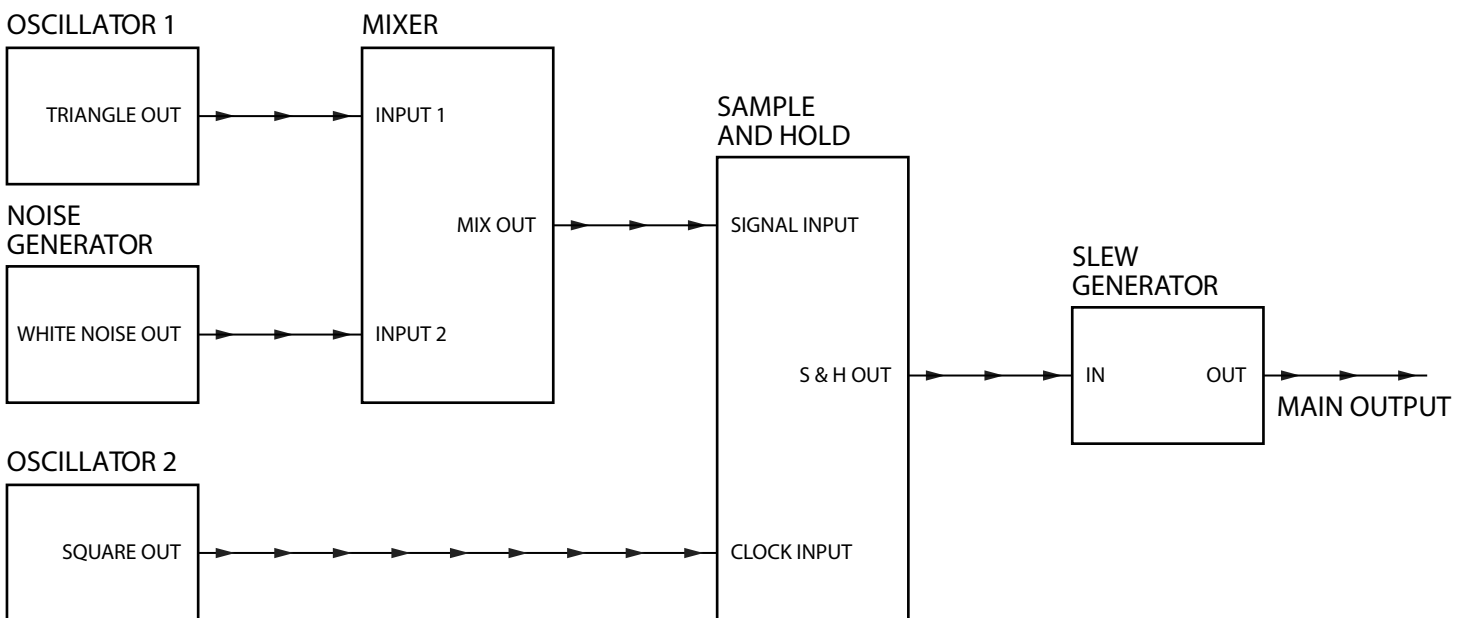 OSCILLATOR 1
TRIANGLE OUT
NOISE
GENERATOR
WHITE NOISE OUT
OSCILLATOR 2
SQUARE OUT
MIXER
INPUT 1
MIX OUT
INPUT 2
SAMPLE
AND HOLD
SIGNAL INPUT
S & H OUT
CLOCK INPUT
SLEW
GENERATOR
IN
OUT
MAIN OUTPUT